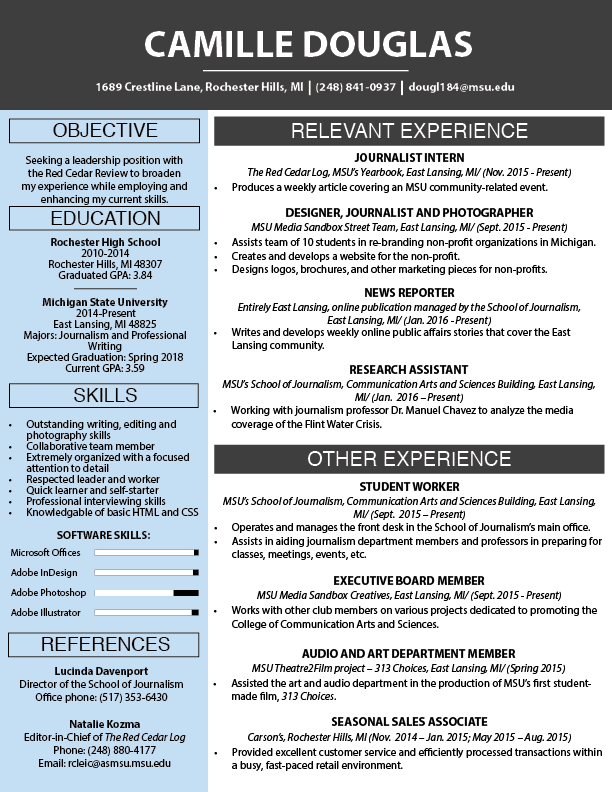 CAMILLE DOUGLAS
1689 Crestline Lane, Rochester Hills, MI | (248) 841-0937 | dougl184@msu.edu
OBJECTIVE
Seeking a leadership position with
the Red Cedar Review to broaden
my experience while employing and
enhancing my current skills.
EDUCATION
Rochester High School
2010-2014
Rochester Hills, MI 48307
Graduated GPA: 3.84
Michigan State University
2014-Present
East Lansing, MI 48825
Majors: Journalism and Professional
Writing
Expected Graduation: Spring 2018
Current GPA: 3.59
SKILLS
• Outstanding writing, editing and
photography skills
• Collaborative team member
• Extremely organized with a focused
attention to detail
• Respected leader and worker
• Quick learner and self-starter
• Professional interviewing skills
• Knowledgable of basic HTML and CSS
SOFTWARE SKILLS:
Microsoft Offices
Adobe InDesign
Adobe Photoshop
Adobe Illustrator
REFERENCES
Lucinda Davenport
Director of the School of Journalism
Office phone: (517) 353-6430
Natalie Kozma
Editor-in-Chief of The Red Cedar Log
Phone: (248) 880-4177
Email: rcleic@asmsu.msu.edu
RELEVANT EXPERIENCE
JOURNALIST INTERN
The Red Cedar Log, MSU's Yearbook, East Lansing, MI/ (Nov. 2015 - Present)
• Produces a weekly article covering an MSU community-related event.
DESIGNER, JOURNALIST AND PHOTOGRAPHER
MSU Media Sandbox Street Team, East Lansing, MI/ (Sept. 2015 - Present)
• Assists team of 10 students in re-branding non-profit organizations in Michigan.
• Creates and develops a website for the non-profit.
• Designs logos, brochures, and other marketing pieces for non-profits.
NEWS REPORTER
Entirely East Lansing, online publication managed by the School of Journalism,
East Lansing, MI/ (Jan. 2016 - Present)
• Writes and develops weekly online public affairs stories that cover the East
Lansing community.
RESEARCH ASSISTANT
MSU's School of Journalism, Communication Arts and Sciences Building, East Lansing,
MI/ (Jan. 2016 – Present)
• Working with journalism professor Dr. Manuel Chavez to analyze the media
coverage of the Flint Water Crisis.
OTHER EXPERIENCE
STUDENT WORKER
MSU's School of Journalism, Communication Arts and Sciences Building, East Lansing,
MI/ (Sept. 2015 – Present)
• Operates and manages the front desk in the School of Journalism's main office.
• Assists in aiding journalism department members and professors in preparing for
classes, meetings, events, etc.
EXECUTIVE BOARD MEMBER
MSU Media Sandbox Creatives, East Lansing, MI/ (Sept. 2015 - Present)
• Works with other club members on various projects dedicated to promoting the
College of Communication Arts and Sciences.
AUDIO AND ART DEPARTMENT MEMBER
MSU Theatre2Film project – 313 Choices, East Lansing, MI/ (Spring 2015)
• Assisted the art and audio department in the production of MSU's first student-
made film, 313 Choices.
SEASONAL SALES ASSOCIATE
Carson's, Rochester Hills, MI (Nov. 2014 – Jan. 2015; May 2015 – Aug. 2015)
• Provided excellent customer service and efficiently processed transactions within
a busy, fast-paced retail environment.